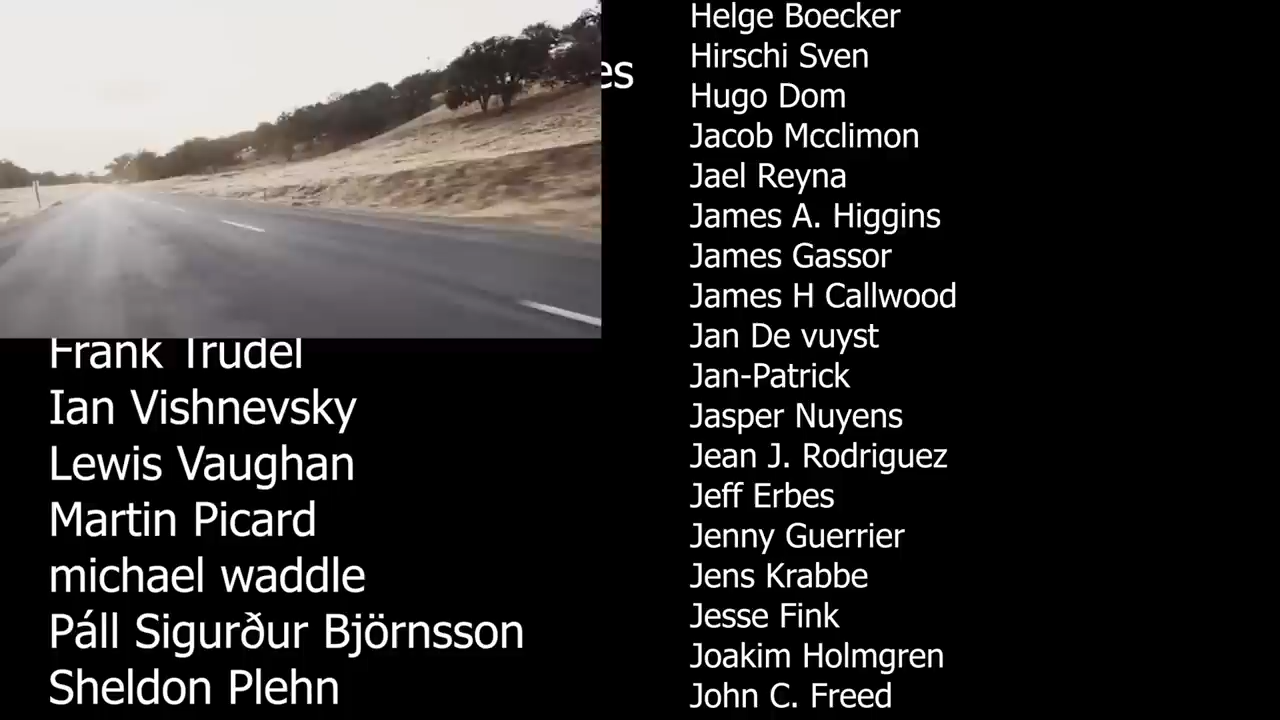 Frank Trudel
Ian Vishnevsky
Lewis Vaughan
Martin Picard
michael waddle
Páll Sigurður Björnsson
Sheldon Plehn
Helge Boecker
Hirschi Sven
Hugo Dom
Jacob Mcclimon
Jael Reyna
James A. Higgins
James Gassor
James H Callwood
Jan De vuyst
Jan-Patrick
Jasper Nuyens
Jean J. Rodriguez
Jeff Erbes
Jenny Guerrier
Jens Krabbe
Jesse Fink
Joakim Holmgren
John C. Freed